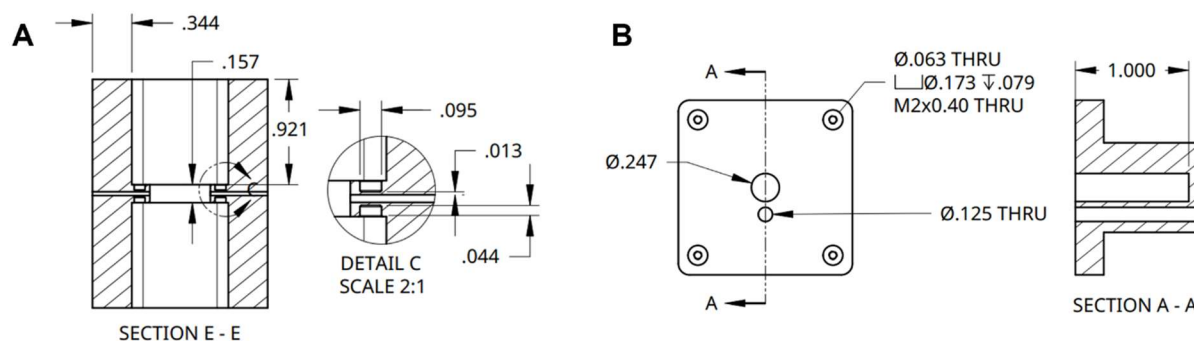 A
.344
.157
.921
SECTION E - E
.095
.013
.044
DETAIL C
SCALE 2:1
B
A
A
Ø.063 THRU
⌴Ø.173 ↧.079
M2x0.40 THRU
Ø.247
Ø.125 THRU
1.000
SECTION A - A